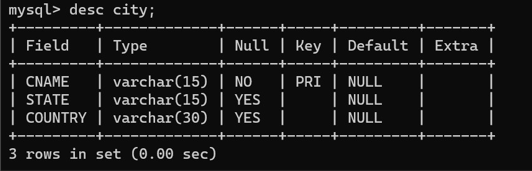 mysql> desc city;
+---------+-------------+------+-----+---------+-------+
| Field   | Type        | Null | Key | Default | Extra |
+---------+-------------+------+-----+---------+-------+
| CNAME   | varchar(15) | NO   | PRI | NULL    |       |
| STATE   | varchar(15) | YES  |     | NULL    |       |
| COUNTRY | varchar(30) | YES  |     | NULL    |       |
+---------+-------------+------+-----+---------+-------+
3 rows in set (0.00 sec)